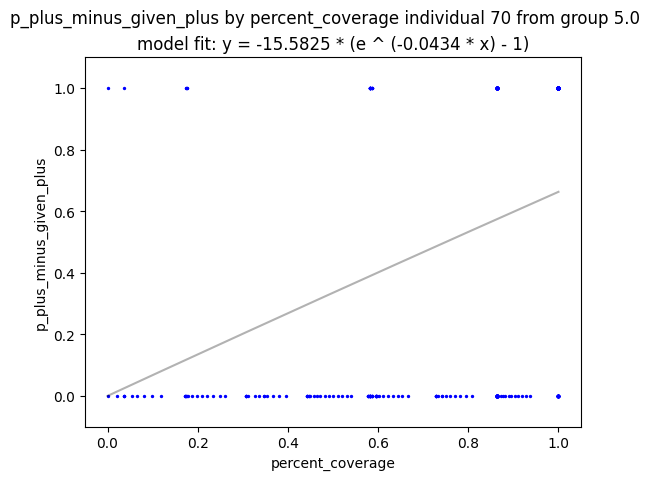 p_plus_minus_given_plus by percent_coverage individual 70 from group 5.0
model fit: y = -15.5825 * (e ^ (-0.0434 * x) - 1)
1.0
0.8
0.6
0.4
0.2
0.0
p_plus_minus_given_plus
0.0 0.2 0.4 0.6 0.8 1.0
percent_coverage